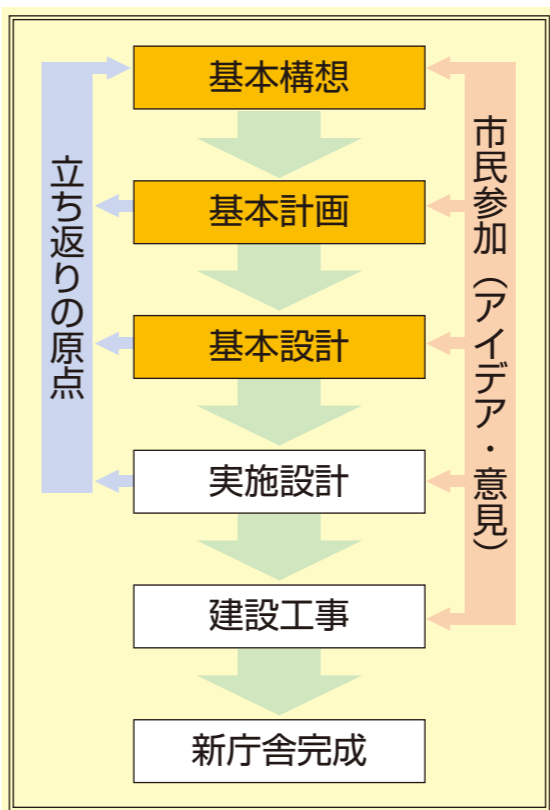 基本構想
基本計画
基本設計
実施設計
建設工事
新庁舎完成
立ち返りの原点
市民参加（アイデア・意見）